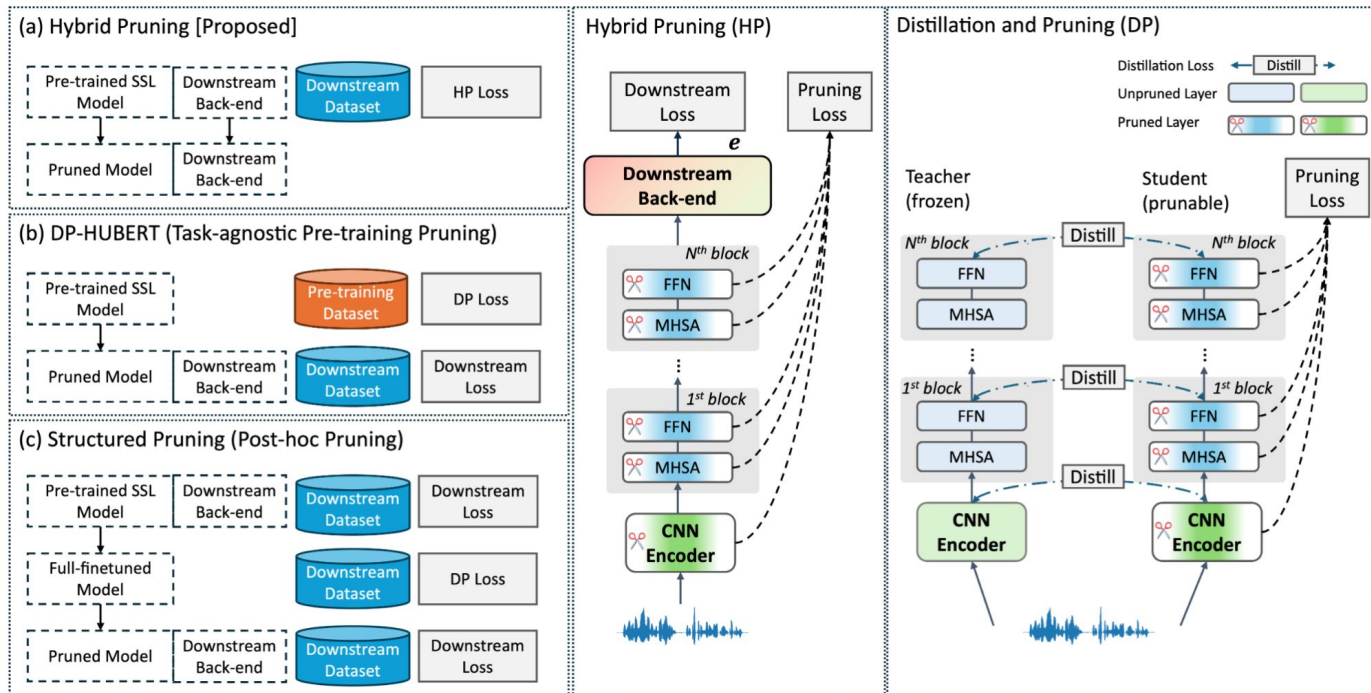 (a) Hybrid Pruning [Proposed]
Pre-trained SSL
Model
Downstream
Back-end
Downstream
Dataset
HP Loss
Pruned Model
Downstream
Back-end
(b) DP-HUBERT (Task-agnostic Pre-training Pruning)
Pre-trained SSL
Model
Pre-training
Dataset
DP Loss
Pruned Model
Downstream
Back-end
Downstream
Dataset
Downstream
Loss
(c) Structured Pruning (Post-hoc Pruning)
Pre-trained SSL
Model
Downstream
Back-end
Downstream
Dataset
Downstream
Loss
Full-finetuned
Model
Downstream
Dataset
DP Loss
Pruned Model
Downstream
Back-end
Downstream
Dataset
Downstream
Loss
Hybrid Pruning (HP)
Downstream
Loss
Pruning
Loss
e
Downstream
Back-end
Nth block
FFN
MHSA
...
1st block
FFN
MHSA
CNN
Encoder
Distillation and Pruning (DP)
Distillation Loss
Distill
Unpruned Layer
Pruned Layer
Teacher
(frozen)
Student
(prunable)
Pruning
Loss
Distill
Nth block
FFN
MHSA
Nth block
FFN
MHSA
...
...
Distill
1st block
FFN
MHSA
1st block
FFN
MHSA
Distill
CNN
Encoder
CNN
Encoder